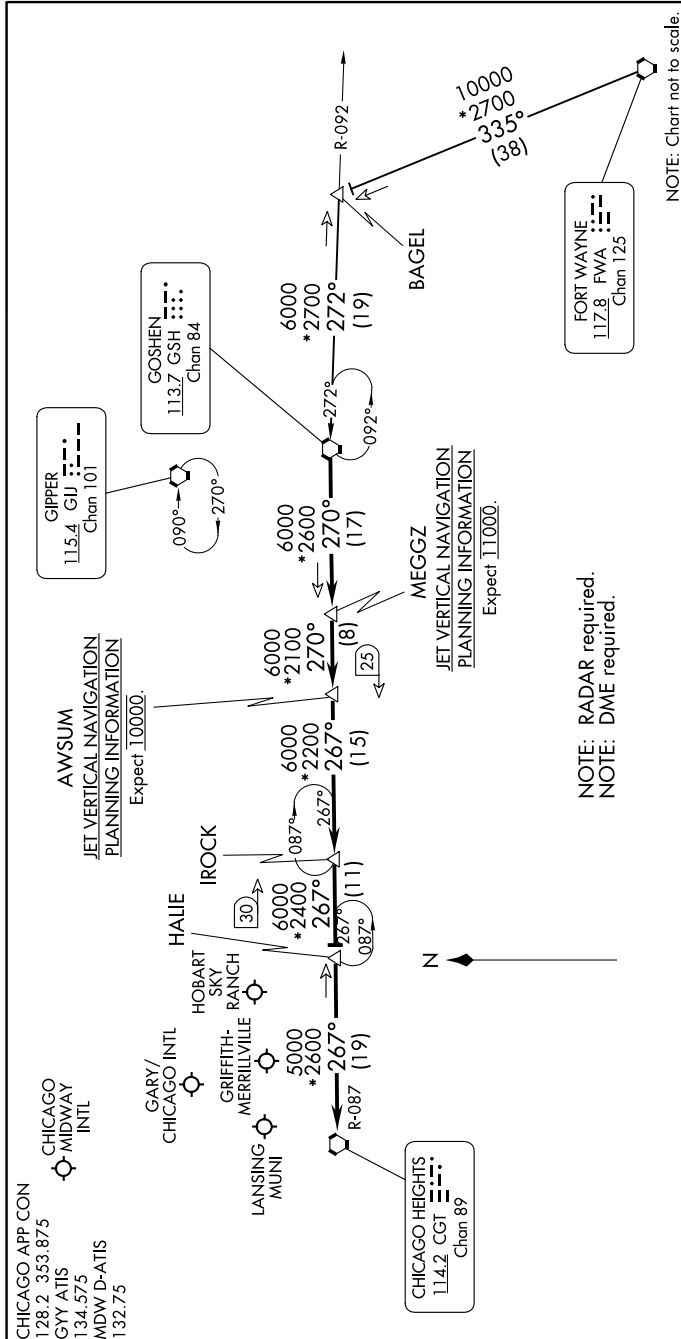 CHICAGO APP CON
128.2 353.875
GYY ATIS
134.575
MDW D-ATIS
132.75
CHICAGO
MIDWAY
INTL
GARY/
CHICAGO INTL
GRIFFITH-
MERRILLVILLE
LANSING
MUNI
HOBART
SKY
RANCH
CHICAGO HEIGHTS
114.2 CGT
Chan 89
R-087
5000
*2600
267°
(19)
HALIE
30
6000
*2400
267°
(11)
267°
087°
IROCK
087°
267°
6000
*2200
267°
(15)
AWSUM
JET VERTICAL NAVIGATION
PLANNING INFORMATION
Expect 10000.
25
6000
*2100
270°
(8)
MEGGZ
JET VERTICAL NAVIGATION
PLANNING INFORMATION
Expect 11000.
6000
*2600
270°
(17)
GIPPER
115.4 GIJ
Chan 101
090°
270°
GOSHEN
113.7 GSH
Chan 84
272°
092°
6000
*2700
272°
(19)
BAGEL
R-092
10000
*2700
335°
(38)
FORT WAYNE
117.8 FWA
Chan 125
N
NOTE: RADAR required.
NOTE: DME required.
NOTE: Chart not to scale.